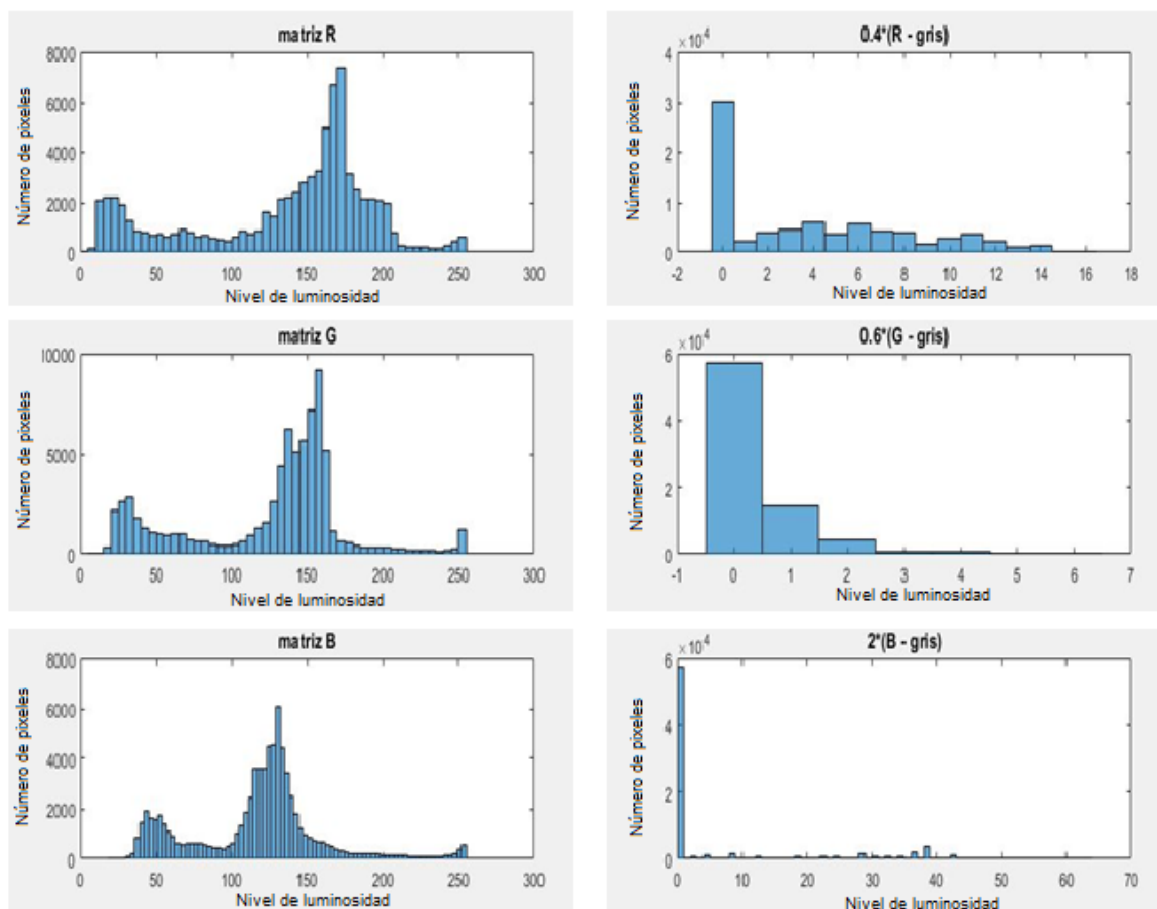 matriz R
Número de pixeles
8000
6000
4000
2000
0
0 50 100 150 200 250 300
Nivel de luminosidad
0.4*(R - gris)
×10^4
Número de pixeles
4
3
2
1
0
-2 0 2 4 6 8 10 12 14 16 18
Nivel de luminosidad
matriz G
Número de pixeles
10000
5000
0
0 50 100 150 200 250 300
Nivel de luminosidad
0.6*(G - gris)
×10^4
Número de pixeles
6
4
2
0
-1 0 1 2 3 4 5 6 7
Nivel de luminosidad
matriz B
Número de pixeles
8000
6000
4000
2000
0
0 50 100 150 200 250 300
Nivel de luminosidad
2*(B – gris)
×10^4
Número de pixeles
6
4
2
0
0 10 20 30 40 50 60 70
Nivel de luminosidad